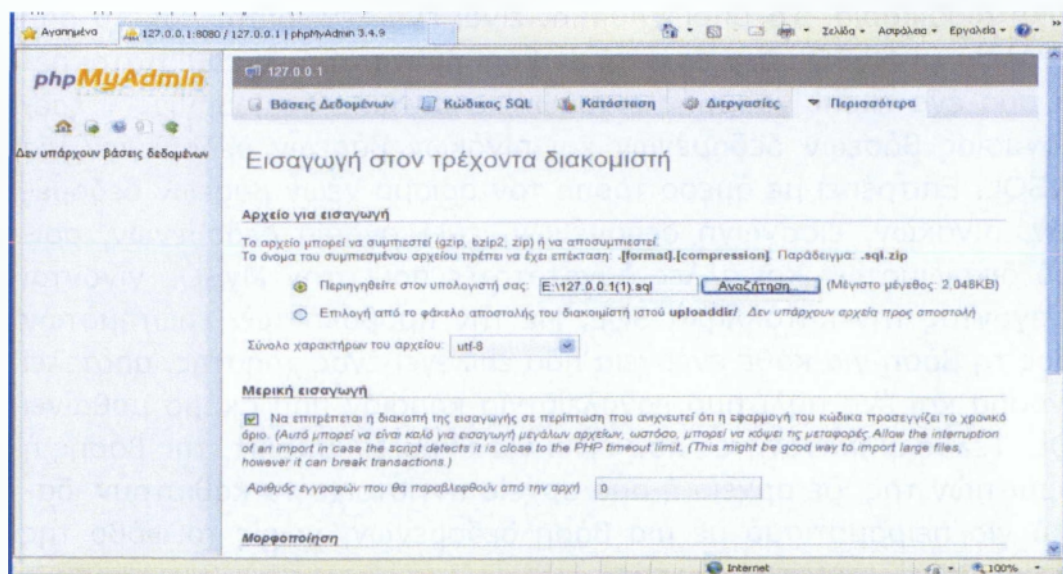 Αγαπημένα 127.0.0.1:8080 / 127.0.0.1 | phpMyAdmin 3.4.9 Σελίδα Ασφάλεια Εργαλεία
phpMyAdmin
127.0.0.1
Βάσεις Δεδομένων Κώδικας SQL Κατάσταση Διεργασίες Περισσότερα
Δεν υπάρχουν βάσεις δεδομένων
Εισαγωγή στον τρέχοντα διακομιστή
Αρχείο για εισαγωγή
Το αρχείο μπορεί να συμπιεστεί (gzip, bzip2, zip) ή να αποσυμπιεστεί.
Το όνομα του συμπιεσμένου αρχείου πρέπει να έχει επέκταση: .[format].[compression]. Παράδειγμα: .sql.zip
Περιηγηθείτε στον υπολογιστή σας: E:\127.0.0.1(1).sql Αναζήτηση... (Μέγιστο μέγεθος: 2,048KB)
Επιλογή από το φάκελο αποστολής του διακομιστή ιστού uploaddir/ Δεν υπάρχουν αρχεία προς αποστολή
Σύνολο χαρακτήρων του αρχείου: utf-8
Μερική εισαγωγή
Να επιτρέπεται η διακοπή της εισαγωγής σε περίπτωση που ανιχνευτεί ότι η εφαρμογή του κώδικα προσεγγίζει το χρονικό
όριο. (Αυτό μπορεί να είναι καλό για εισαγωγή μεγάλων αρχείων, ωστόσο, μπορεί να κόψει τις μεταφορές.Allow the interruption
of an import in case the script detects it is close to the PHP timeout limit. (This might be good way to import large files,
however it can break transactions.)
Αριθμός εγγραφών που θα παραβλεφθούν από την αρχή 0
Μορφοποίηση
Internet 100%